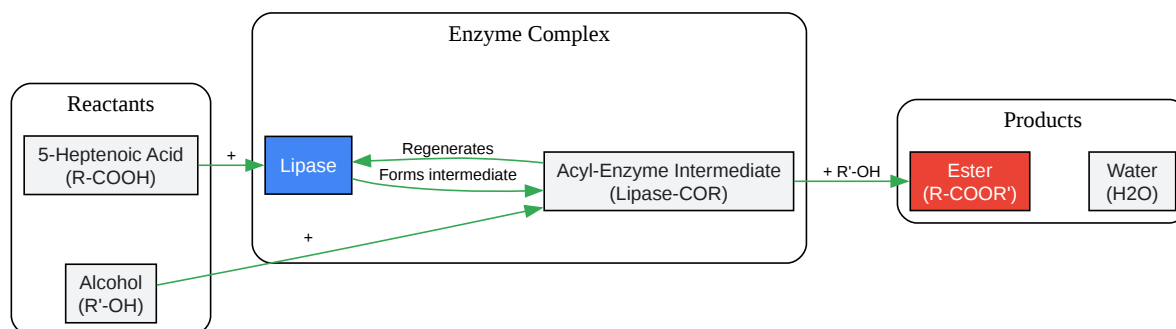 Enzyme Complex
Reactants
5-Heptenoic Acid
(R-COOH)
+
Lipase
Regenerates
Forms intermediate
Acyl-Enzyme Intermediate
(Lipase-COR)
+ R'-OH
Products
Ester
(R-COOR')
Water
(H2O)
+
Alcohol
(R'-OH)